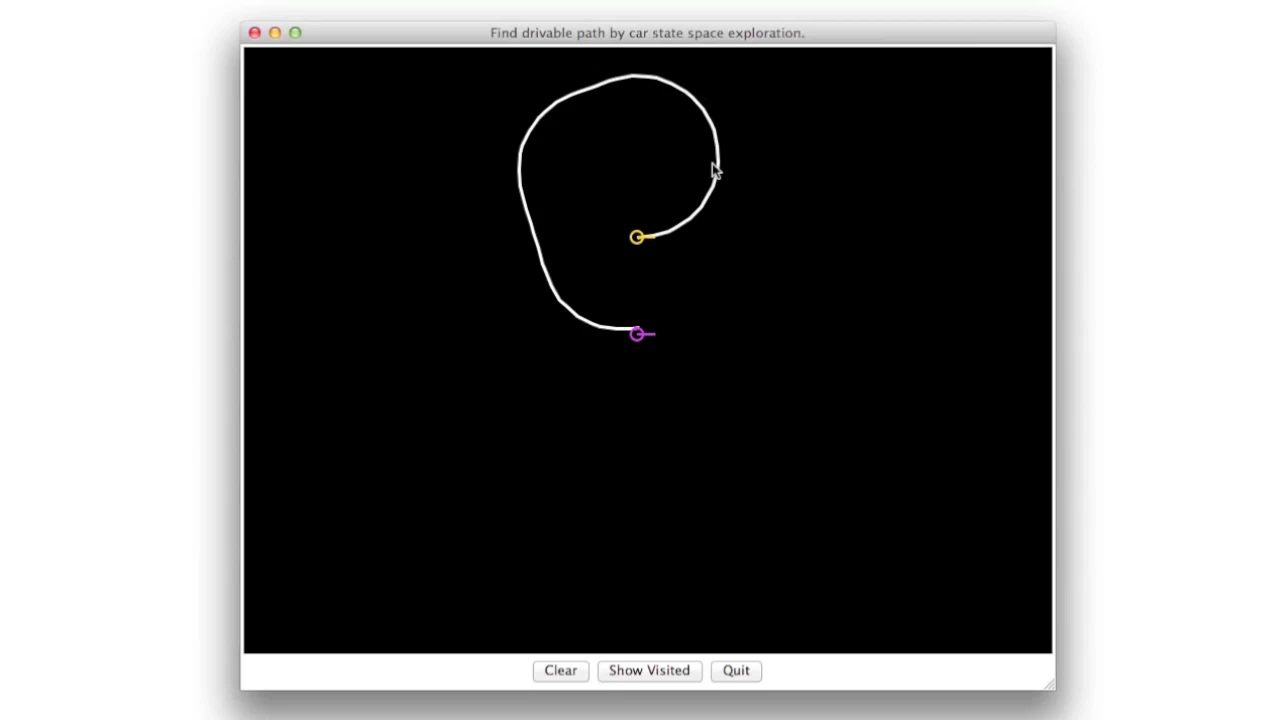 Find drivable path by car state space exploration.
Clear
Show Visited
Quit